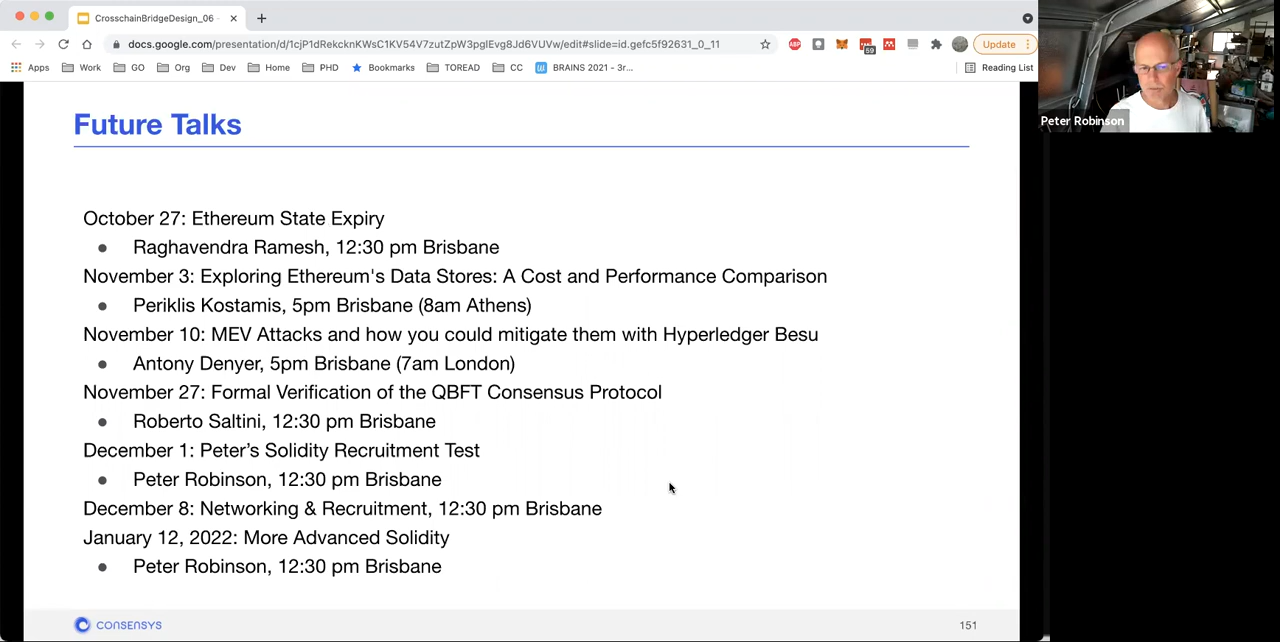 CrosschainBridgeDesign_06
docs.google.com/presentation/d/1cjP1dRekcknKWsC1KV54V7zutZpW3pgIEvg8Jd6VUVw/edit#slide=id.gefc5f92631_0_11
ABP
59
Update
Apps
Work
GO
Org
Dev
Home
PHD
Bookmarks
TOREAD
CC
BRAINS 2021 - 3r...
Reading List
Peter Robinson
Future Talks
October 27: Ethereum State Expiry
● Raghavendra Ramesh, 12:30 pm Brisbane
November 3: Exploring Ethereum's Data Stores: A Cost and Performance Comparison
● Periklis Kostamis, 5pm Brisbane (8am Athens)
November 10: MEV Attacks and how you could mitigate them with Hyperledger Besu
● Antony Denyer, 5pm Brisbane (7am London)
November 27: Formal Verification of the QBFT Consensus Protocol
● Roberto Saltini, 12:30 pm Brisbane
December 1: Peter’s Solidity Recruitment Test
● Peter Robinson, 12:30 pm Brisbane
December 8: Networking & Recruitment, 12:30 pm Brisbane
January 12, 2022: More Advanced Solidity
● Peter Robinson, 12:30 pm Brisbane
CONSENSYS
151